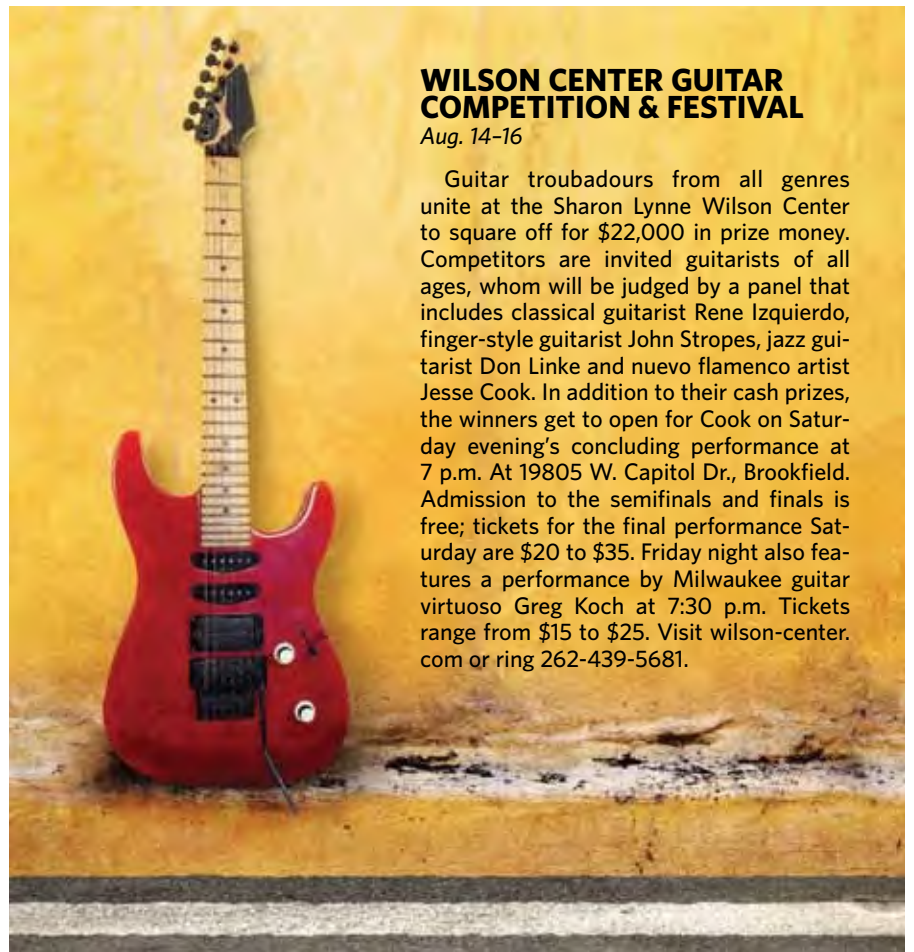 WILSON CENTER GUITAR
COMPETITION & FESTIVAL
Aug. 14–16
Guitar troubadours from all genres
unite at the Sharon Lynne Wilson Center
to square off for $22,000 in prize money.
Competitors are invited guitarists of all
ages, whom will be judged by a panel that
includes classical guitarist Rene Izquierdo,
finger-style guitarist John Stropes, jazz gui-
tarist Don Linke and nuevo flamenco artist
Jesse Cook. In addition to their cash prizes,
the winners get to open for Cook on Satur-
day evening's concluding performance at
7 p.m. At 19805 W. Capitol Dr., Brookfield.
Admission to the semifinals and finals is
free; tickets for the final performance Sat-
urday are $20 to $35. Friday night also fea-
tures a performance by Milwaukee guitar
virtuoso Greg Koch at 7:30 p.m. Tickets
range from $15 to $25. Visit wilson-center.
com or ring 262-439-5681.